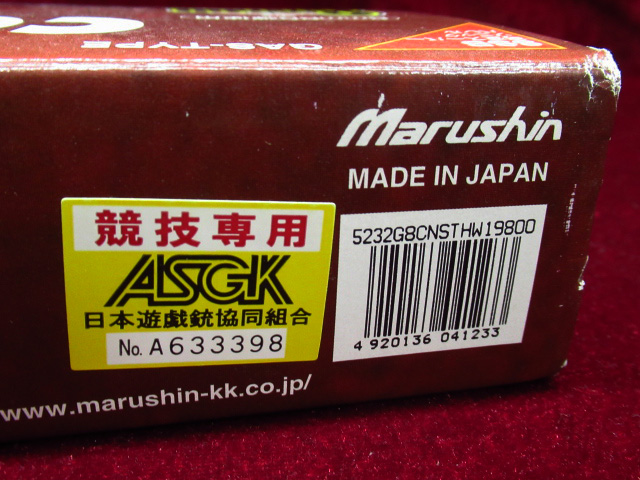 GAS-TYPE
Marushin
MADE IN JAPAN
競技専用
ASGK
日本遊戯銃協同組合
No. A633398
5232G8CNSTHW19800
4 920136 041233
www.marushin-kk.co.jp/